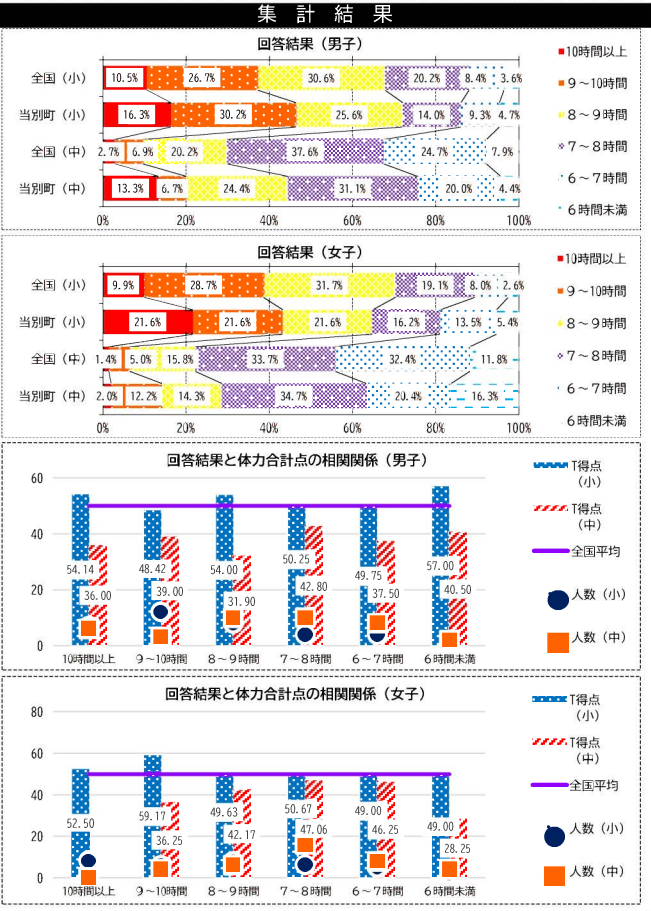 集計結果
回答結果（男子）
全国（小） 10.5% 26.7% 30.6% 20.2% 8.4% 3.6%
当別町（小） 16.3% 30.2% 25.6% 14.0% 9.3% 4.7%
全国（中） 2.7% 6.9% 20.2% 37.6% 24.7% 7.9%
当別町（中） 13.3% 6.7% 24.4% 31.1% 20.0% 4.4%
0% 20% 40% 60% 80% 100%
10時間以上
９～10時間
８～９時間
７～８時間
６～７時間
６時間未満
回答結果（女子）
全国（小） 9.9% 28.7% 31.7% 19.1% 8.0% 2.6%
当別町（小） 21.6% 21.6% 21.6% 16.2% 13.5% 5.4%
全国（中） 1.4% 5.0% 15.8% 33.7% 32.4% 11.8%
当別町（中） 2.0% 12.2% 14.3% 34.7% 20.4% 16.3%
0% 20% 40% 60% 80% 100%
10時間以上
９～10時間
８～９時間
７～８時間
６～７時間
６時間未満
回答結果と体力合計点の相関関係（男子）
60
40
20
0
54.14 48.42 54.00 50.25 49.75 57.00
36.00 39.00 31.90 42.80 37.50 40.50
10時間以上 ９～10時間 ８～９時間 ７～８時間 ６～７時間 ６時間未満
T得点
（小）
T得点
（中）
全国平均
人数（小）
人数（中）
回答結果と体力合計点の相関関係（女子）
80
60
40
20
0
52.50 59.17 49.63 50.67 49.00 49.00
36.25 42.17 47.06 46.25 28.25
10時間以上 ９～10時間 ８～９時間 ７～８時間 ６～７時間 ６時間未満
T得点
（小）
T得点
（中）
全国平均
人数（小）
人数（中）